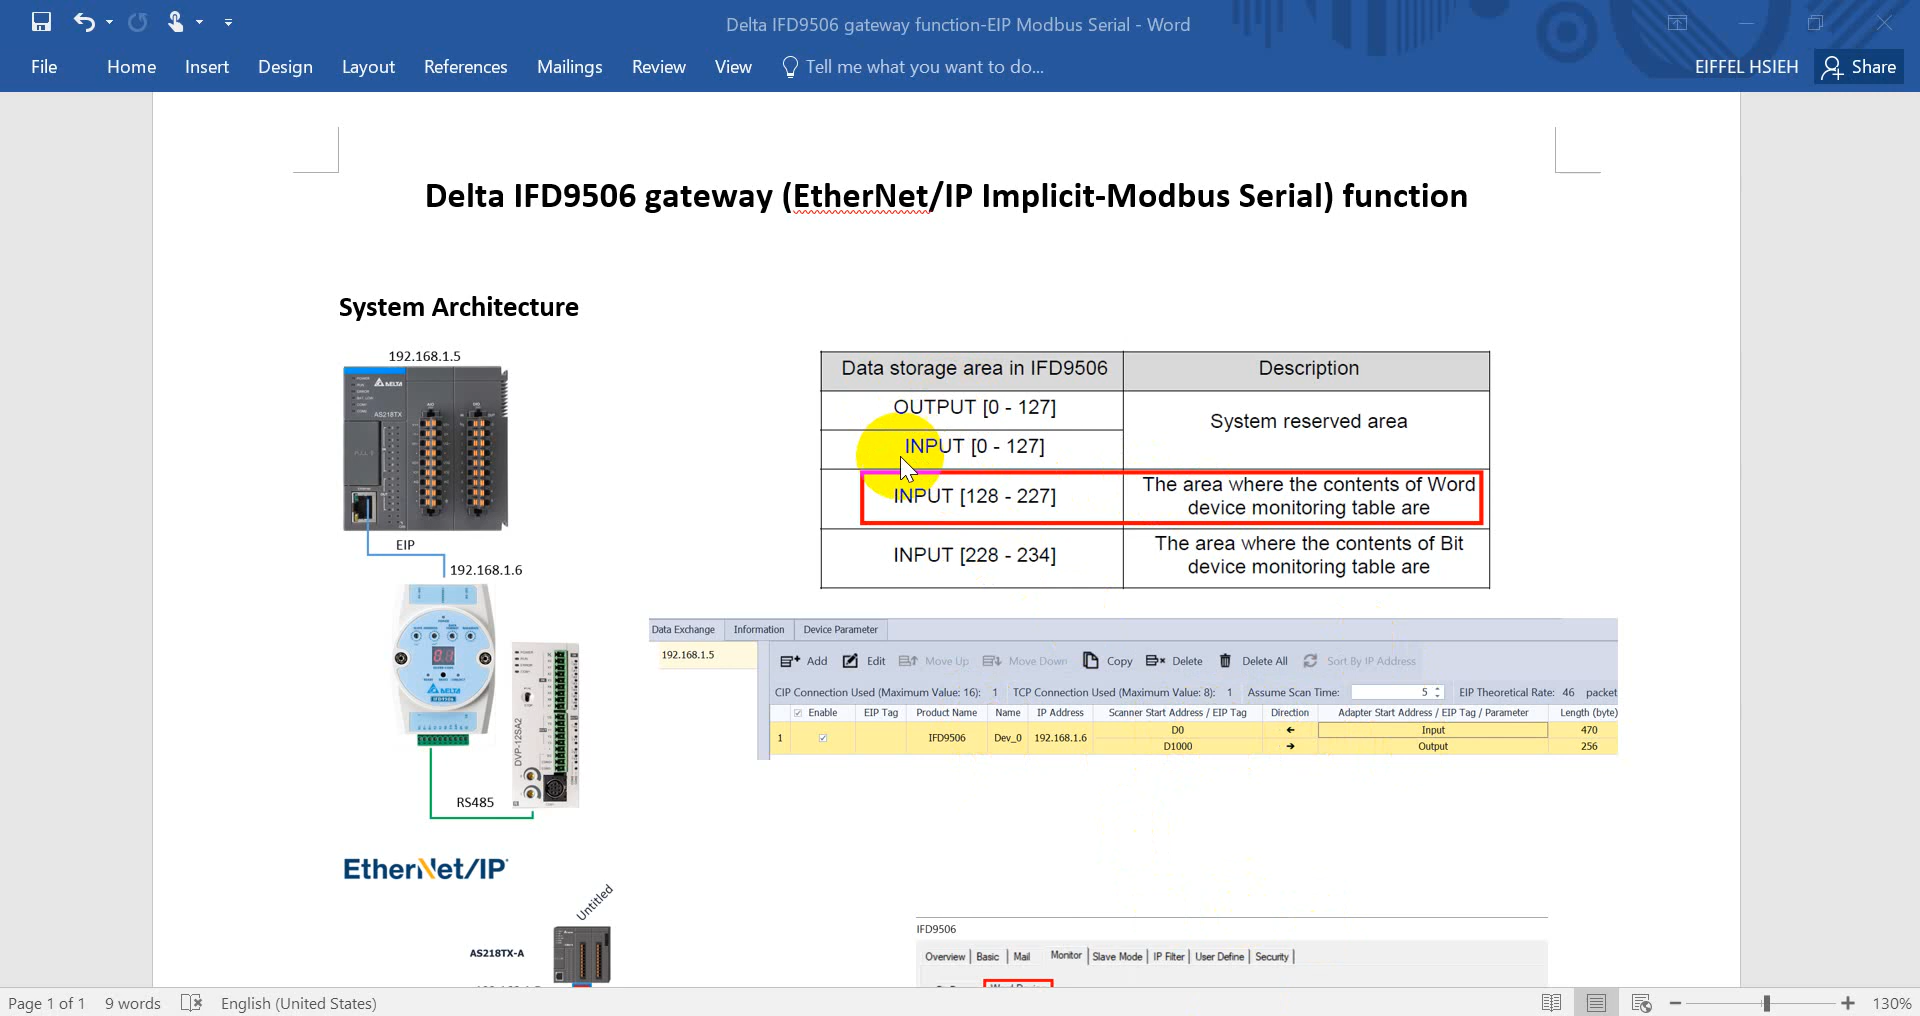 Delta IFD9506 gateway function-EIP Modbus Serial - Word
File Home Insert Design Layout References Mailings Review View Tell me what you want to do... EIFFEL HSIEH Share
Delta IFD9506 gateway (EtherNet/IP Implicit-Modbus Serial) function
System Architecture
192.168.1.5
DELTA
AS218TX
EIP
192.168.1.6
DELTA
IFD9506
DVP-12SA2
RS485
EtherNet/IP
Untitled
AS218TX-A
Data storage area in IFD9506 Description
OUTPUT [0 - 127]
System reserved area
INPUT [0 - 127]
INPUT [128 - 227] The area where the contents of Word
device monitoring table are
INPUT [228 - 234] The area where the contents of Bit
device monitoring table are
Data Exchange Information Device Parameter
192.168.1.5
Add Edit Move Up Move Down Copy Delete Delete All Sort By IP Address
CIP Connection Used (Maximum Value: 16): 1 TCP Connection Used (Maximum Value: 8): 1 Assume Scan Time: 5 EIP Theoretical Rate: 46 packet
Enable EIP Tag Product Name Name IP Address Scanner Start Address / EIP Tag Direction Adapter Start Address / EIP Tag / Parameter Length (byte)
1 IFD9506 Dev_0 192.168.1.6 D0 ← Input 470
D1000 → Output 256
IFD9506
Overview Basic Mail Monitor Slave Mode IP Filter User Define Security
Page 1 of 1 9 words English (United States) 130%